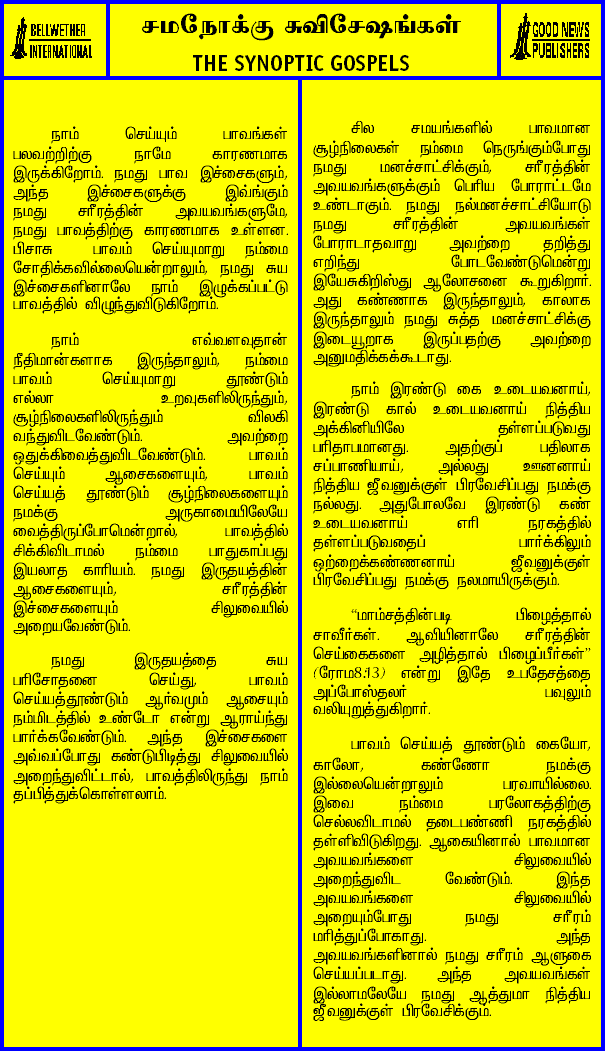 BELLWETHER
INTERNATIONAL
சமநோக்கு சுவிசேஷங்கள்
THE SYNOPTIC GOSPELS
GOOD NEWS
PUBLISHERS
நாம் செய்யும் பாவங்கள்
பலவற்றிற்கு நாமே காரணமாக
இருக்கிறோம். நமது பாவ இச்சைகளும்,
அந்த இச்சைகளுக்கு இவ்ங்கும்
நமது சரீரத்தின் அவயவங்களுமே,
நமது பாவத்திற்கு காரணமாக உள்ளன.
பிசாசு பாவம் செய்யுமாறு நம்மை
சோதிக்கவில்லையென்றாலும், நமது சுய
இச்சைகளினாலே நாம் இழுக்கப்பட்டு
பாவத்தில் விழுந்துவிடுகிறோம்.
நாம் எவ்வளவுதான்
நீதிமான்களாக இருந்தாலும், நம்மை
பாவம் செய்யுமாறு தூண்டும்
எல்லா உறவுகளிலிருந்தும்,
சூழ்நிலைகளிலிருந்தும் விலகி
வந்துவிடவேண்டும். அவற்றை
ஒதுக்கிவைத்துவிடவேண்டும். பாவம்
செய்யும் ஆசைகளையும், பாவம்
செய்யத் தூண்டும் சூழ்நிலைகளையும்
நமக்கு அருகாமையிலேயே
வைத்திருப்போமென்றால், பாவத்தில்
சிக்கிவிடாமல் நம்மை பாதுகாப்பது
இயலாத காரியம். நமது இருதயத்தின்
ஆசைகளையும், சரீரத்தின்
இச்சைகளையும் சிலுவையில்
அறையவேண்டும்.
நமது இருதயத்தை சுய
பரிசோதனை செய்து, பாவம்
செய்யத்தூண்டும் ஆர்வமும் ஆசையும்
நம்மிடத்தில் உண்டோ என்று ஆராய்ந்து
பார்க்கவேண்டும். அந்த இச்சைகளை
அவ்வப்போது கண்டுபிடித்து சிலுவையில்
அறைந்துவிட்டால், பாவத்திலிருந்து நாம்
தப்பித்துக்கொள்ளலாம்.
சில சமயங்களில் பாவமான
சூழ்நிலைகள் நம்மை நெருங்கும்போது
நமது மனச்சாட்சிக்கும், சரீரத்தின்
அவயவங்களுக்கும் பெரிய போராட்டமே
உண்டாகும். நமது நல்மனச்சாட்சியோடு
நமது சரீரத்தின் அவயவங்கள்
போராடாதவாறு அவற்றை தறித்து
எறிந்து போடவேண்டுமென்று
இயேசுகிறிஸ்து ஆலோசனை கூறுகிறார்.
அது கண்ணாக இருந்தாலும், காலாக
இருந்தாலும் நமது சுத்த மனச்சாட்சிக்கு
இடையூறாக இருப்பதற்கு அவற்றை
அனுமதிக்கக்கூடாது.
நாம் இரண்டு கை உடையவனாய்,
இரண்டு கால் உடையவனாய் நித்திய
அக்கினியிலே தள்ளப்படுவது
பரிதாபமானது. அதற்குப் பதிலாக
சப்பாணியாய், அல்லது ஊனனாய்
நித்திய ஜீவனுக்குள் பிரவேசிப்பது நமக்கு
நல்லது. அதுபோலவே இரண்டு கண்
உடையவனாய் எரி நரகத்தில்
தள்ளப்படுவதைப் பார்க்கிலும்
ஒற்றைக்கண்ணனாய் ஜீவனுக்குள்
பிரவேசிப்பது நமக்கு நலமாயிருக்கும்.
“மாம்சத்தின்படி பிழைத்தால்
சாவீர்கள். ஆவியினாலே சரீரத்தின்
செய்கைகளை அழித்தால் பிழைப்பீர்கள்”
(ரோம8:13) என்று இதே உபதேசத்தை
அப்போஸ்தலர் பவுலும்
வலியுறுத்துகிறார்.
பாவம் செய்யத் தூண்டும் கையோ,
காலோ, கண்ணோ நமக்கு
இல்லையென்றாலும் பரவாயில்லை.
இவை நம்மை பரலோகத்திற்கு
செல்லவிடாமல் தடைபண்ணி நரகத்தில்
தள்ளிவிடுகிறது. ஆகையினால் பாவமான
அவயவங்களை சிலுவையில்
அறைந்துவிட வேண்டும். இந்த
அவயவங்களை சிலுவையில்
அறையும்போது நமது சரீரம்
மரித்துப்போகாது. அந்த
அவயவங்களினால் நமது சரீரம் ஆளுகை
செய்யப்படாது. அந்த அவயவங்கள்
இல்லாமலேயே நமது ஆத்துமா நித்திய
ஜீவனுக்குள் பிரவேசிக்கும்.